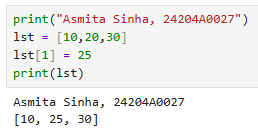 print("Asmita Sinha, 24204A0027")
lst = [10,20,30]
lst[1] = 25
print(lst)
Asmita Sinha, 24204A0027
[10, 25, 30]